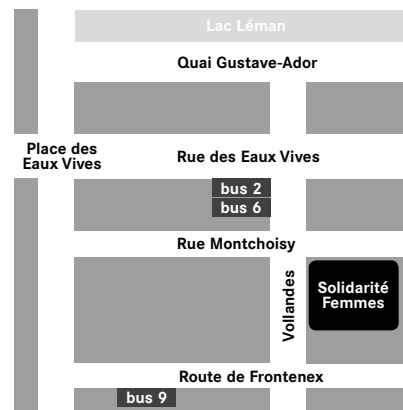 Lac Léman
Quai Gustave-Ador
Place des
Eaux Vives
Rue des Eaux Vives
bus 2
bus 6
Rue Montchoisy
Vollandes
Solidarité
Femmes
Route de Frontenex
bus 9